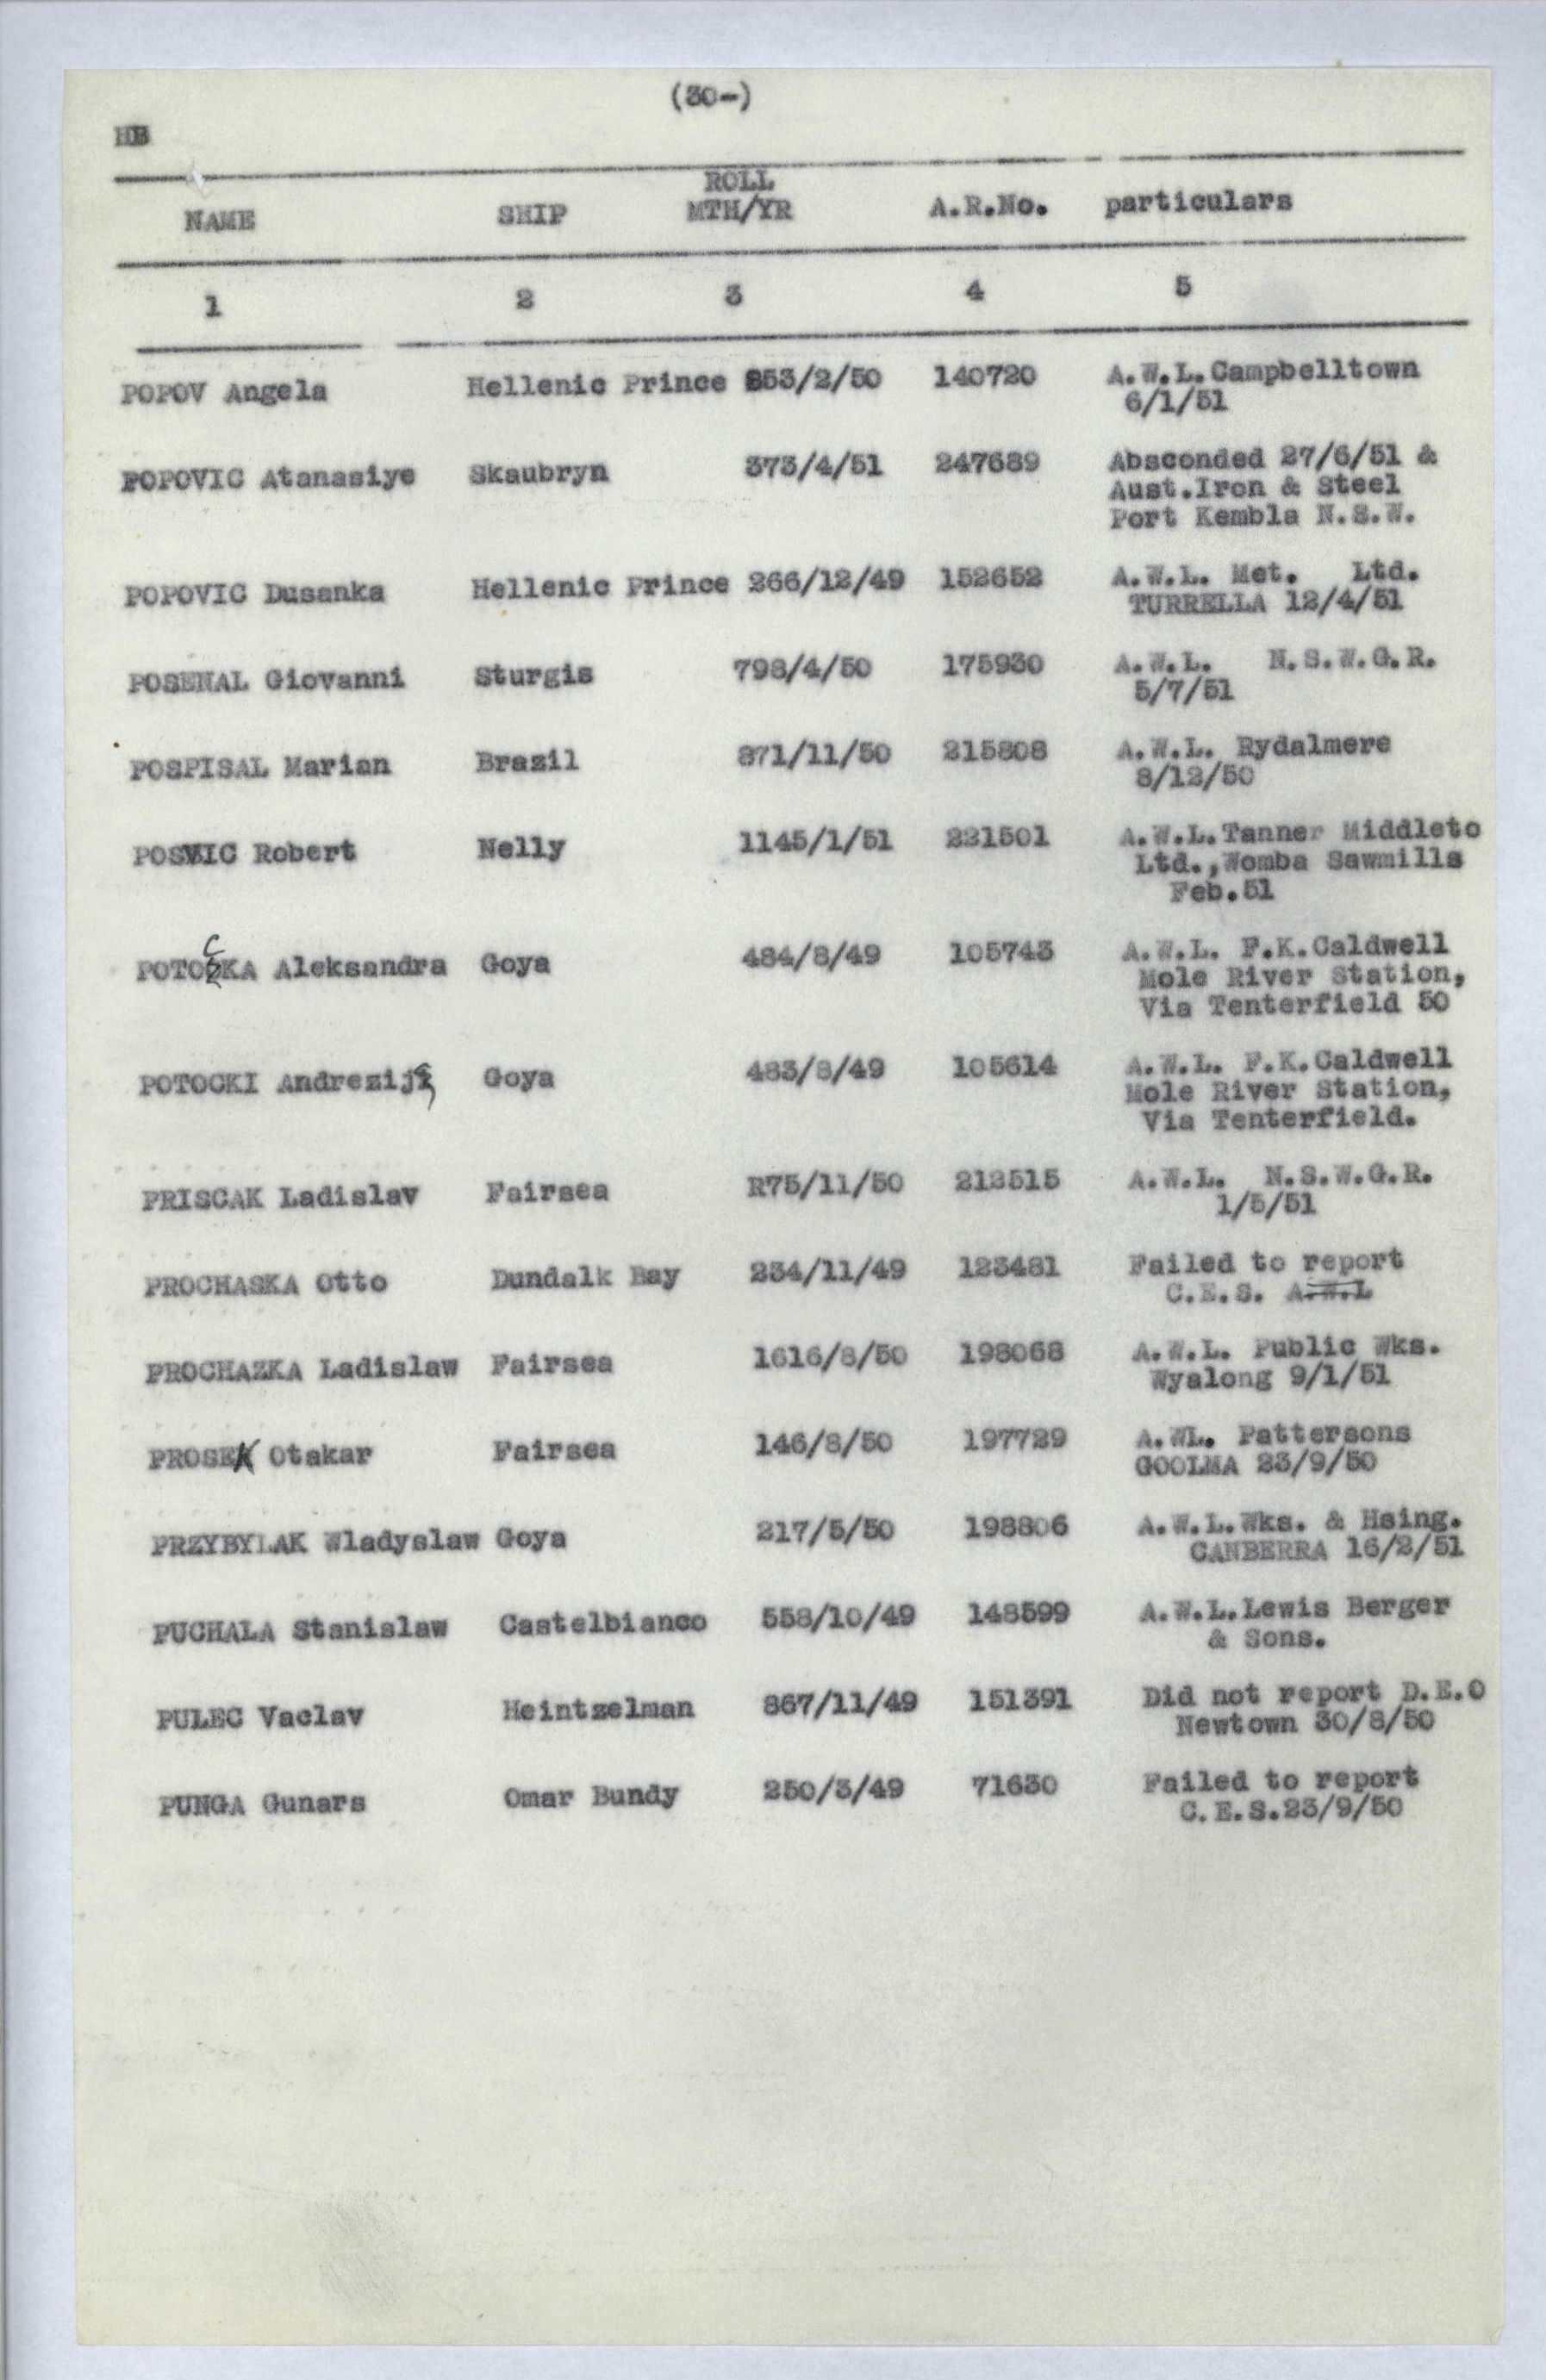 (30-)
HB
NAME SHIP ROLL MTH/YR A.R.No. particulars
1 2 3 4 5
POPOV Angela Hellenic Prince 853/2/50 140720 A.W.L.Campbelltown
6/1/51
POPOVIC Atanasiye Skaubryn 373/4/51 247689 Absconded 27/6/51 &
Aust.Iron & Steel
Port Kembla N.S.W.
POPOVIC Dusanka Hellenic Prince 266/12/49 152652 A.W.L. Met. Ltd.
TURRELLA 12/4/51
POSENAL Giovanni Sturgis 798/4/50 175930 A.W.L. N.S.W.G.R.
5/7/51
POSPISAL Marian Brazil 871/11/50 215808 A.W.L. Rydalmere
8/12/50
Robert Nelly 1145/1/51 221501 A.W.L.Tanner Middleto
Ltd.,Womba Sawmills
Feb.51
POTOCKA Aleksandra Goya 484/8/49 105743 A.W.L. F.K.Caldwell
Mole River Station,
Via Tenterfield 50
POTOCKI Goya 483/8/49 105614 A.W.L. F.K.Caldwell
Mole River Station,
Via Tenterfield.
PRISCAK Ladislav Fairsea R75/11/50 212515 A.W.L. N.S.W.G.R.
1/5/51
PROCHASKA Otto Dundalk Bay 234/11/49 123481 Failed to report
C.E.S. A.W.L
PROCHAZKA Ladislaw Fairsea 1616/8/50 198068 A.W.L. Public Wks.
Wyalong 9/1/51
PROSEK Otakar Fairsea 146/8/50 197729 A.WL. Pattersons
GOOLMA 23/9/50
PRZYBYLAK Wladyslaw Goya 217/5/50 198806 A.W.L.Wks. & Hsing.
CANBERRA 16/2/51
PUCHALA Stanislaw Castelbianco 558/10/49 148599 A.W.L.Lewis Berger
& Sons.
PULEC Vaclav Heintzelman 867/11/49 151391 Did not report D.E.O
Newtown 30/8/50
PUNGA Gunars Omar Bundy 250/3/49 71630 Failed to report
C.E.S.23/9/50